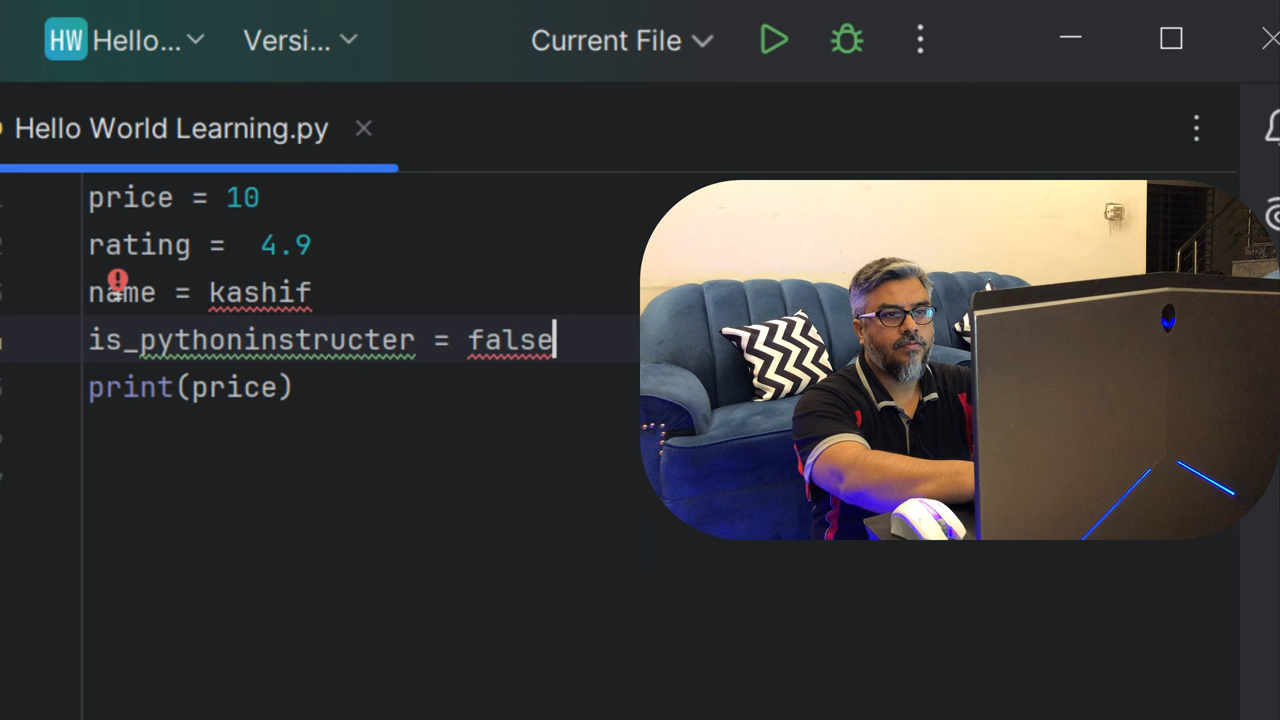 HW Hello... Versi... Current File
Hello World Learning.py
price = 10
rating =  4.9
name = kashif
is_pythoninstructer = false
print(price)